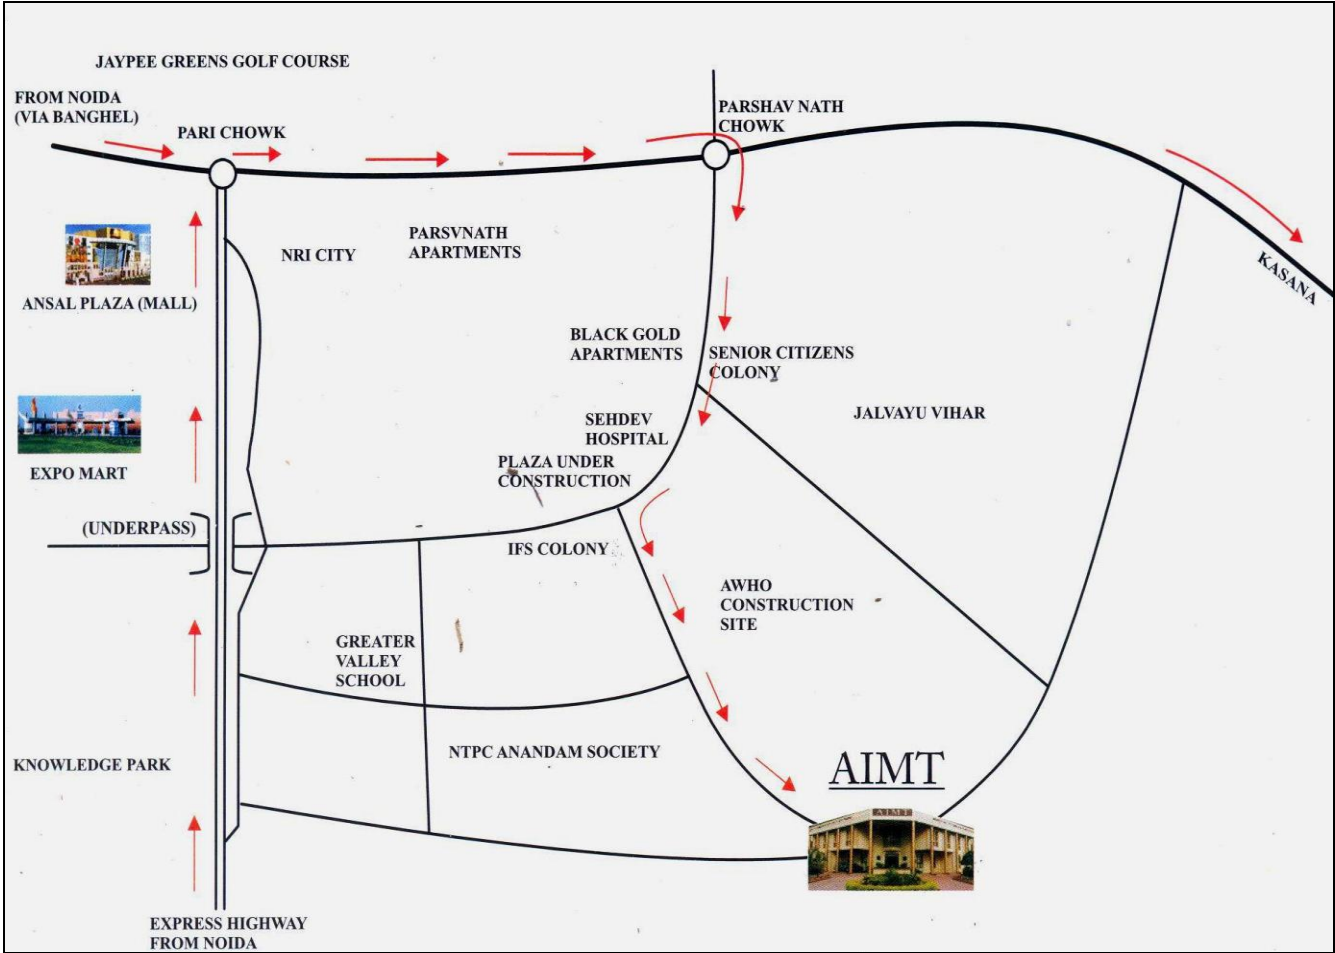 JAYPEE GREENS GOLF COURSE
FROM NOIDA
(VIA BANGHEL)
PARI CHOWK
PARSHAV NATH
CHOWK
NRI CITY
PARSVNATH
APARTMENTS
KASANA
ANSAL PLAZA (MALL)
BLACK GOLD
APARTMENTS
SENIOR CITIZENS
COLONY
JALVAYU VIHAR
SEHDEV
HOSPITAL
EXPO MART
PLAZA UNDER
CONSTRUCTION
(UNDERPASS)
IFS COLONY
AWHO
CONSTRUCTION
SITE
GREATER
VALLEY
SCHOOL
NTPC ANANDAM SOCIETY
KNOWLEDGE PARK
AIMT
AIMT
EXPRESS HIGHWAY
FROM NOIDA